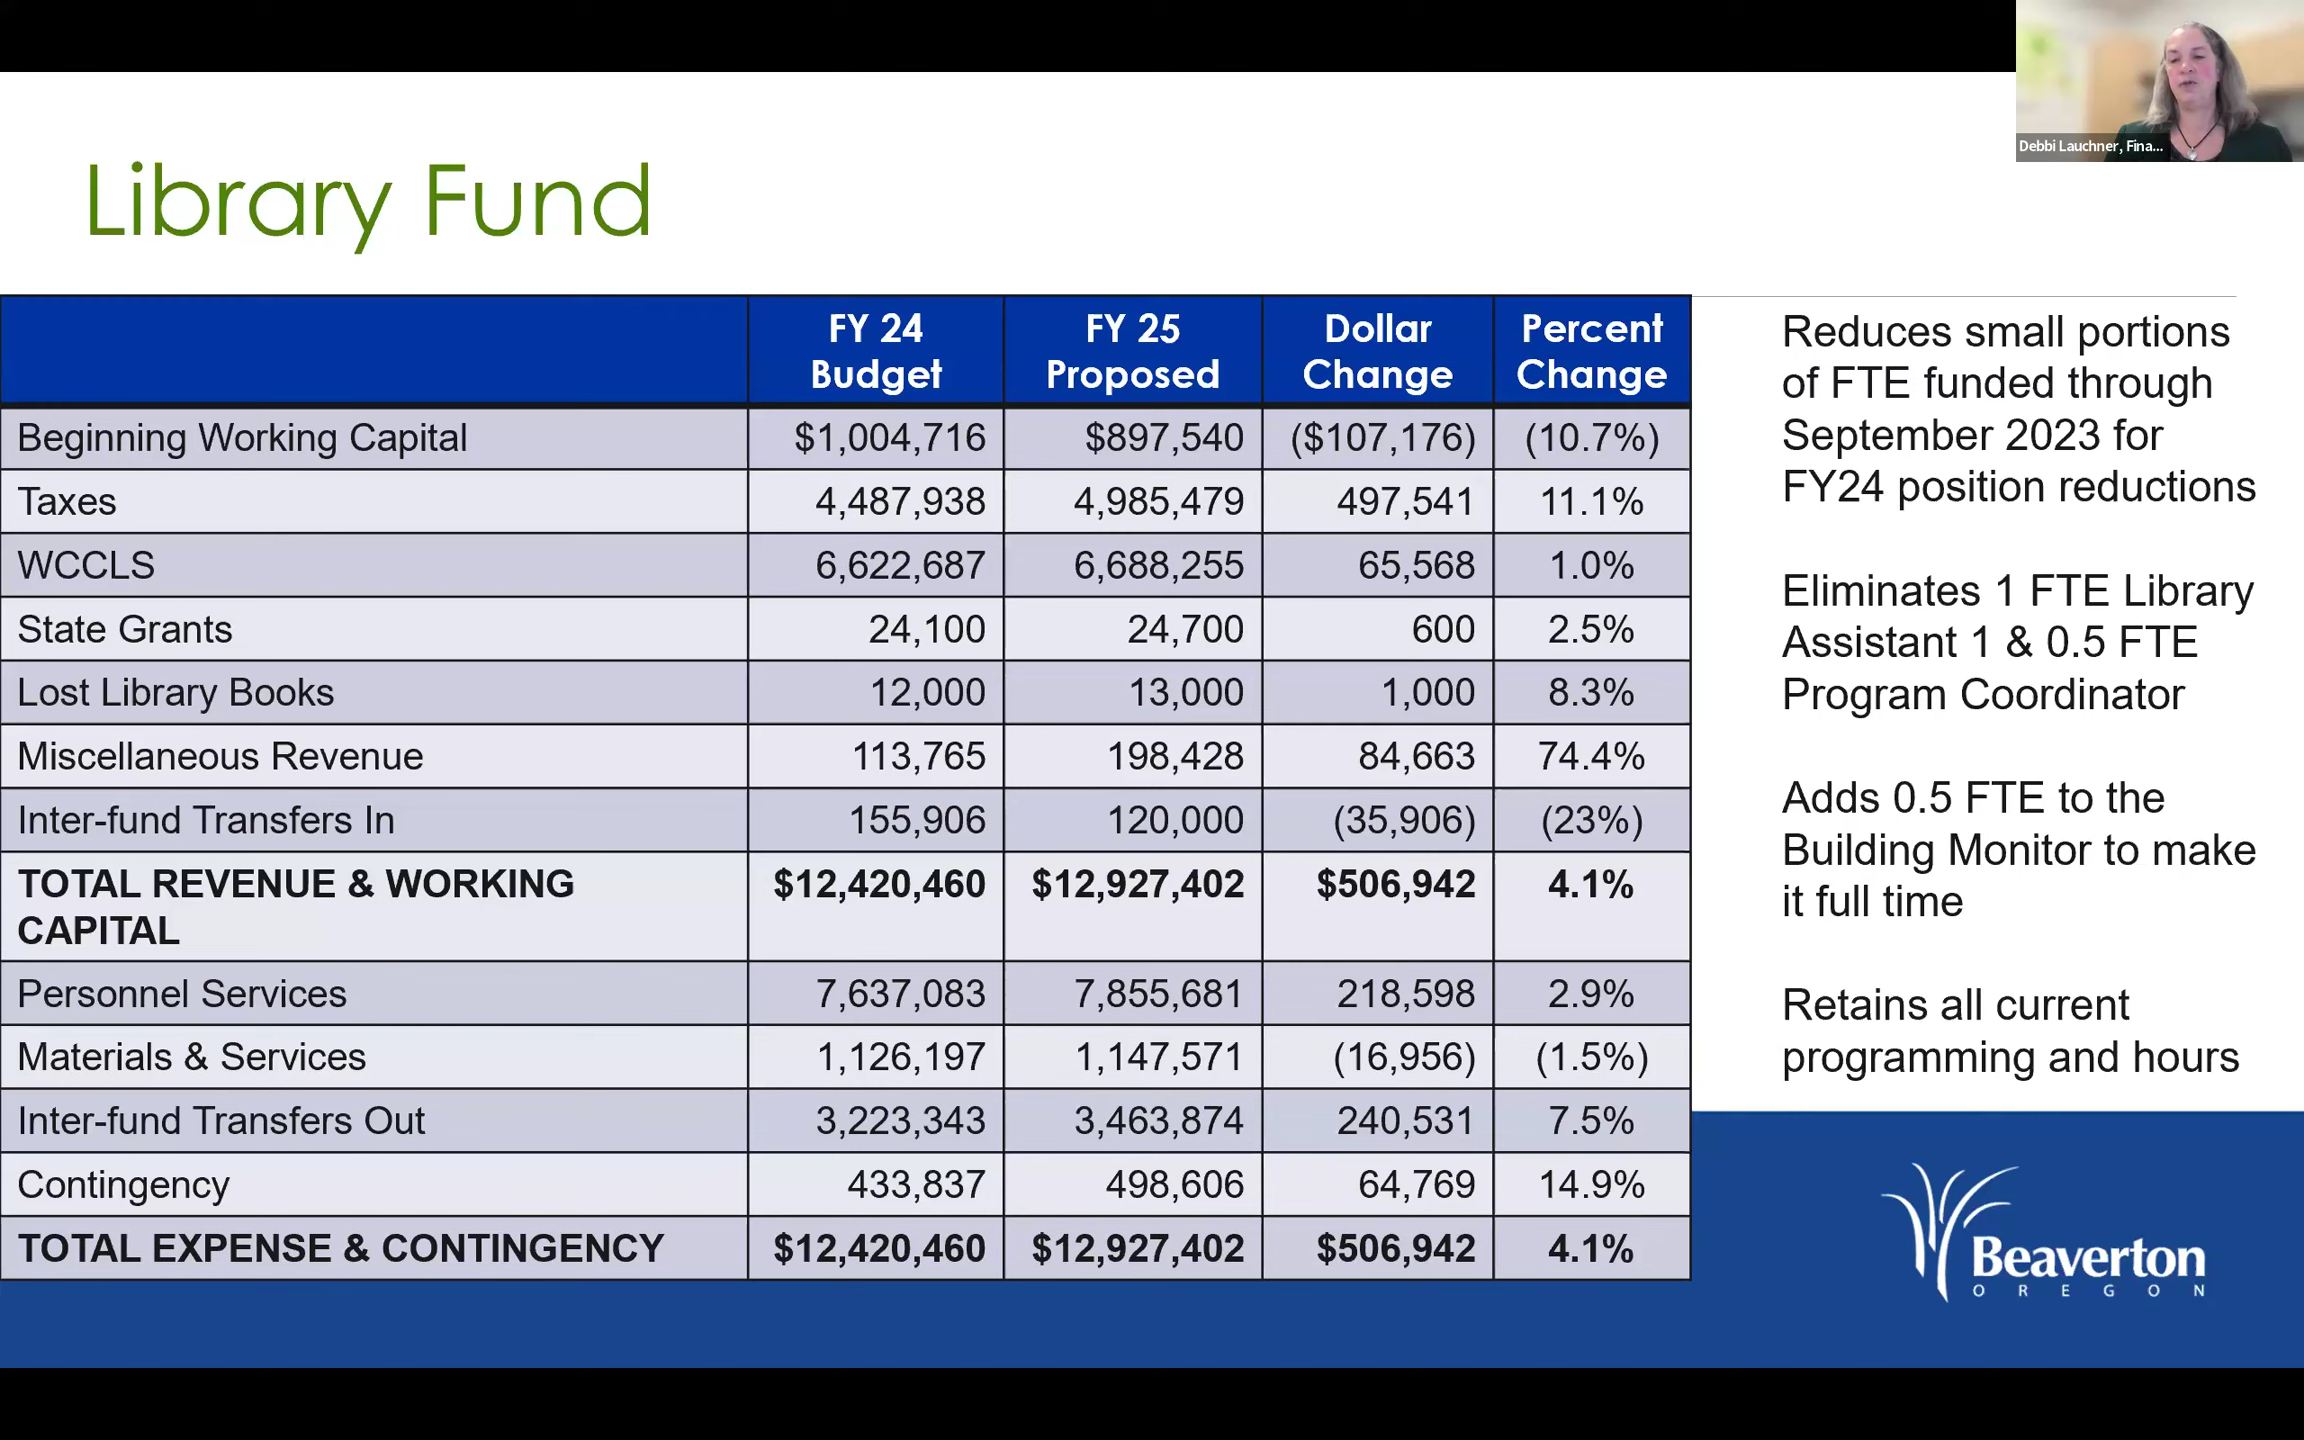 Debbi Lauchner, Fina...
Library Fund
FY 24 Budget FY 25 Proposed Dollar Change Percent Change
Beginning Working Capital $1,004,716 $897,540 ($107,176) (10.7%)
Taxes 4,487,938 4,985,479 497,541 11.1%
WCCLS 6,622,687 6,688,255 65,568 1.0%
State Grants 24,100 24,700 600 2.5%
Lost Library Books 12,000 13,000 1,000 8.3%
Miscellaneous Revenue 113,765 198,428 84,663 74.4%
Inter-fund Transfers In 155,906 120,000 (35,906) (23%)
TOTAL REVENUE & WORKING CAPITAL $12,420,460 $12,927,402 $506,942 4.1%
Personnel Services 7,637,083 7,855,681 218,598 2.9%
Materials & Services 1,126,197 1,147,571 (16,956) (1.5%)
Inter-fund Transfers Out 3,223,343 3,463,874 240,531 7.5%
Contingency 433,837 498,606 64,769 14.9%
TOTAL EXPENSE & CONTINGENCY $12,420,460 $12,927,402 $506,942 4.1%
Reduces small portions
of FTE funded through
September 2023 for
FY24 position reductions
Eliminates 1 FTE Library
Assistant 1 & 0.5 FTE
Program Coordinator
Adds 0.5 FTE to the
Building Monitor to make
it full time
Retains all current
programming and hours
Beaverton
OREGON